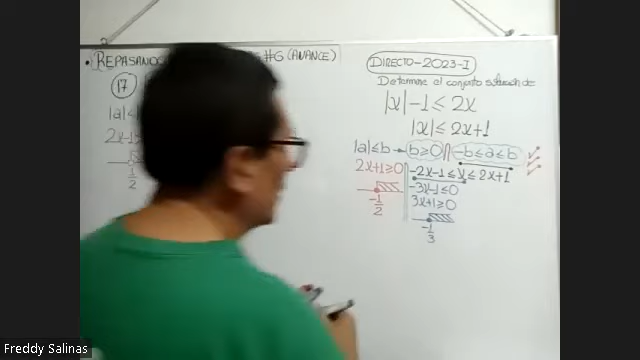 • REPASANDO #6 (AVANCE)
17
DIRECTO-2023-I
Determine el conjunto solución de
|x|-1≤2x
|x|≤2x+1
|a|≤b → b≥0 ∩ -b≤a≤b
2x+1≥0
-2x-1≤x≤2x+1
-3x-1≤0
3x+1≥0
-1/2
-1/3
|a|<
2x-1
1/2
Freddy Salinas